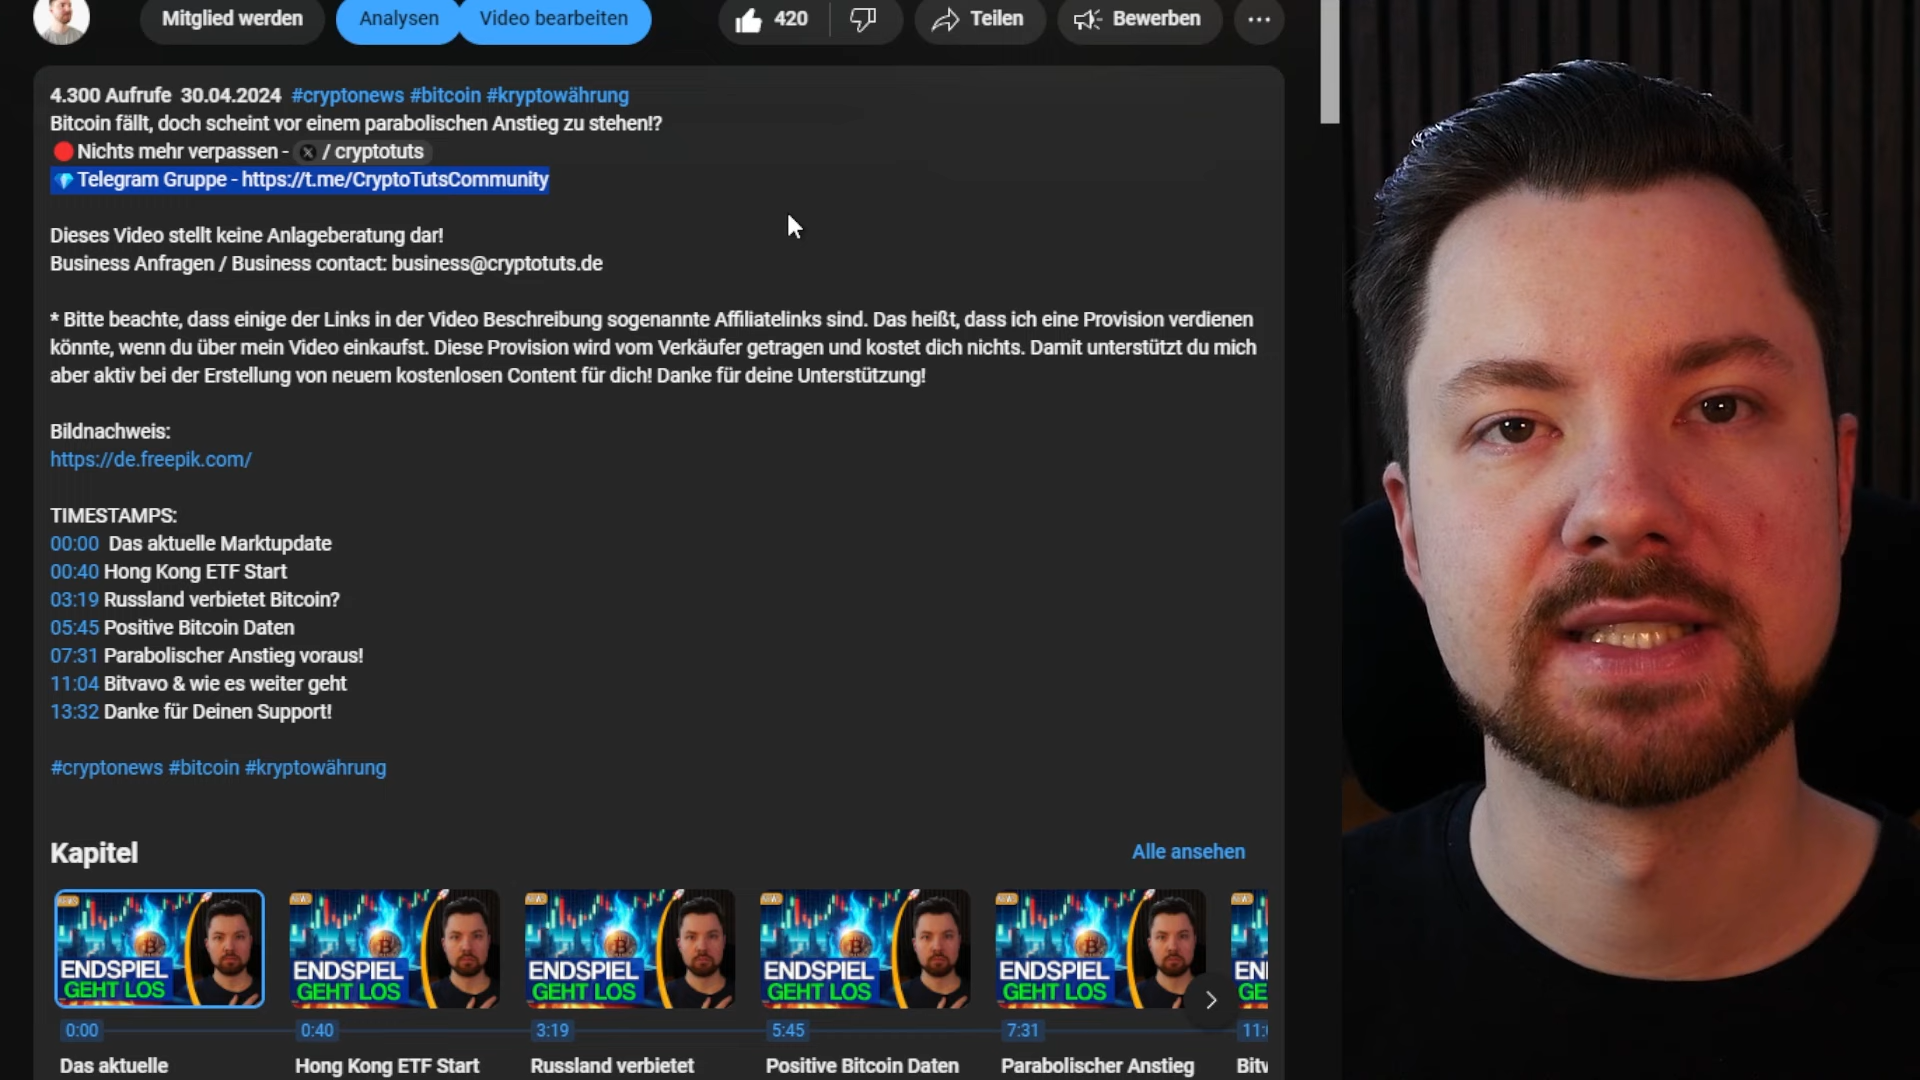 Mitglied werden
Analysen
Video bearbeiten
420
Teilen
Bewerben
4.300 Aufrufe 30.04.2024 #cryptonews #bitcoin #kryptowährung
Bitcoin fällt, doch scheint vor einem parabolischen Anstieg zu stehen!?
Nichts mehr verpassen - X / cryptotuts
Telegram Gruppe - https://t.me/CryptoTutsCommunity
Dieses Video stellt keine Anlageberatung dar!
Business Anfragen / Business contact: business@cryptotuts.de
* Bitte beachte, dass einige der Links in der Video Beschreibung sogenannte Affiliatelinks sind. Das heißt, dass ich eine Provision verdienen
könnte, wenn du über mein Video einkaufst. Diese Provision wird vom Verkäufer getragen und kostet dich nichts. Damit unterstützt du mich
aber aktiv bei der Erstellung von neuem kostenlosen Content für dich! Danke für deine Unterstützung!
Bildnachweis:
https://de.freepik.com/
TIMESTAMPS:
00:00 Das aktuelle Marktupdate
00:40 Hong Kong ETF Start
03:19 Russland verbietet Bitcoin?
05:45 Positive Bitcoin Daten
07:31 Parabolischer Anstieg voraus!
11:04 Bitvavo & wie es weiter geht
13:32 Danke für Deinen Support!
#cryptonews #bitcoin #kryptowährung
Kapitel
Alle ansehen
ENDSPIEL
GEHT LOS
ENDSPIEL
GEHT LOS
ENDSPIEL
GEHT LOS
ENDSPIEL
GEHT LOS
ENDSPIEL
GEHT LOS
EN
GE
0:00
0:40
3:19
5:45
7:31
11:
Das aktuelle
Hong Kong ETF Start
Russland verbietet
Positive Bitcoin Daten
Parabolischer Anstieg
Bitv